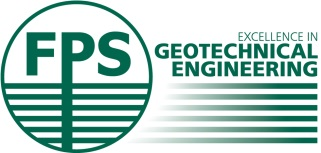 FPS
EXCELLENCE IN
GEOTECHNICAL
ENGINEERING